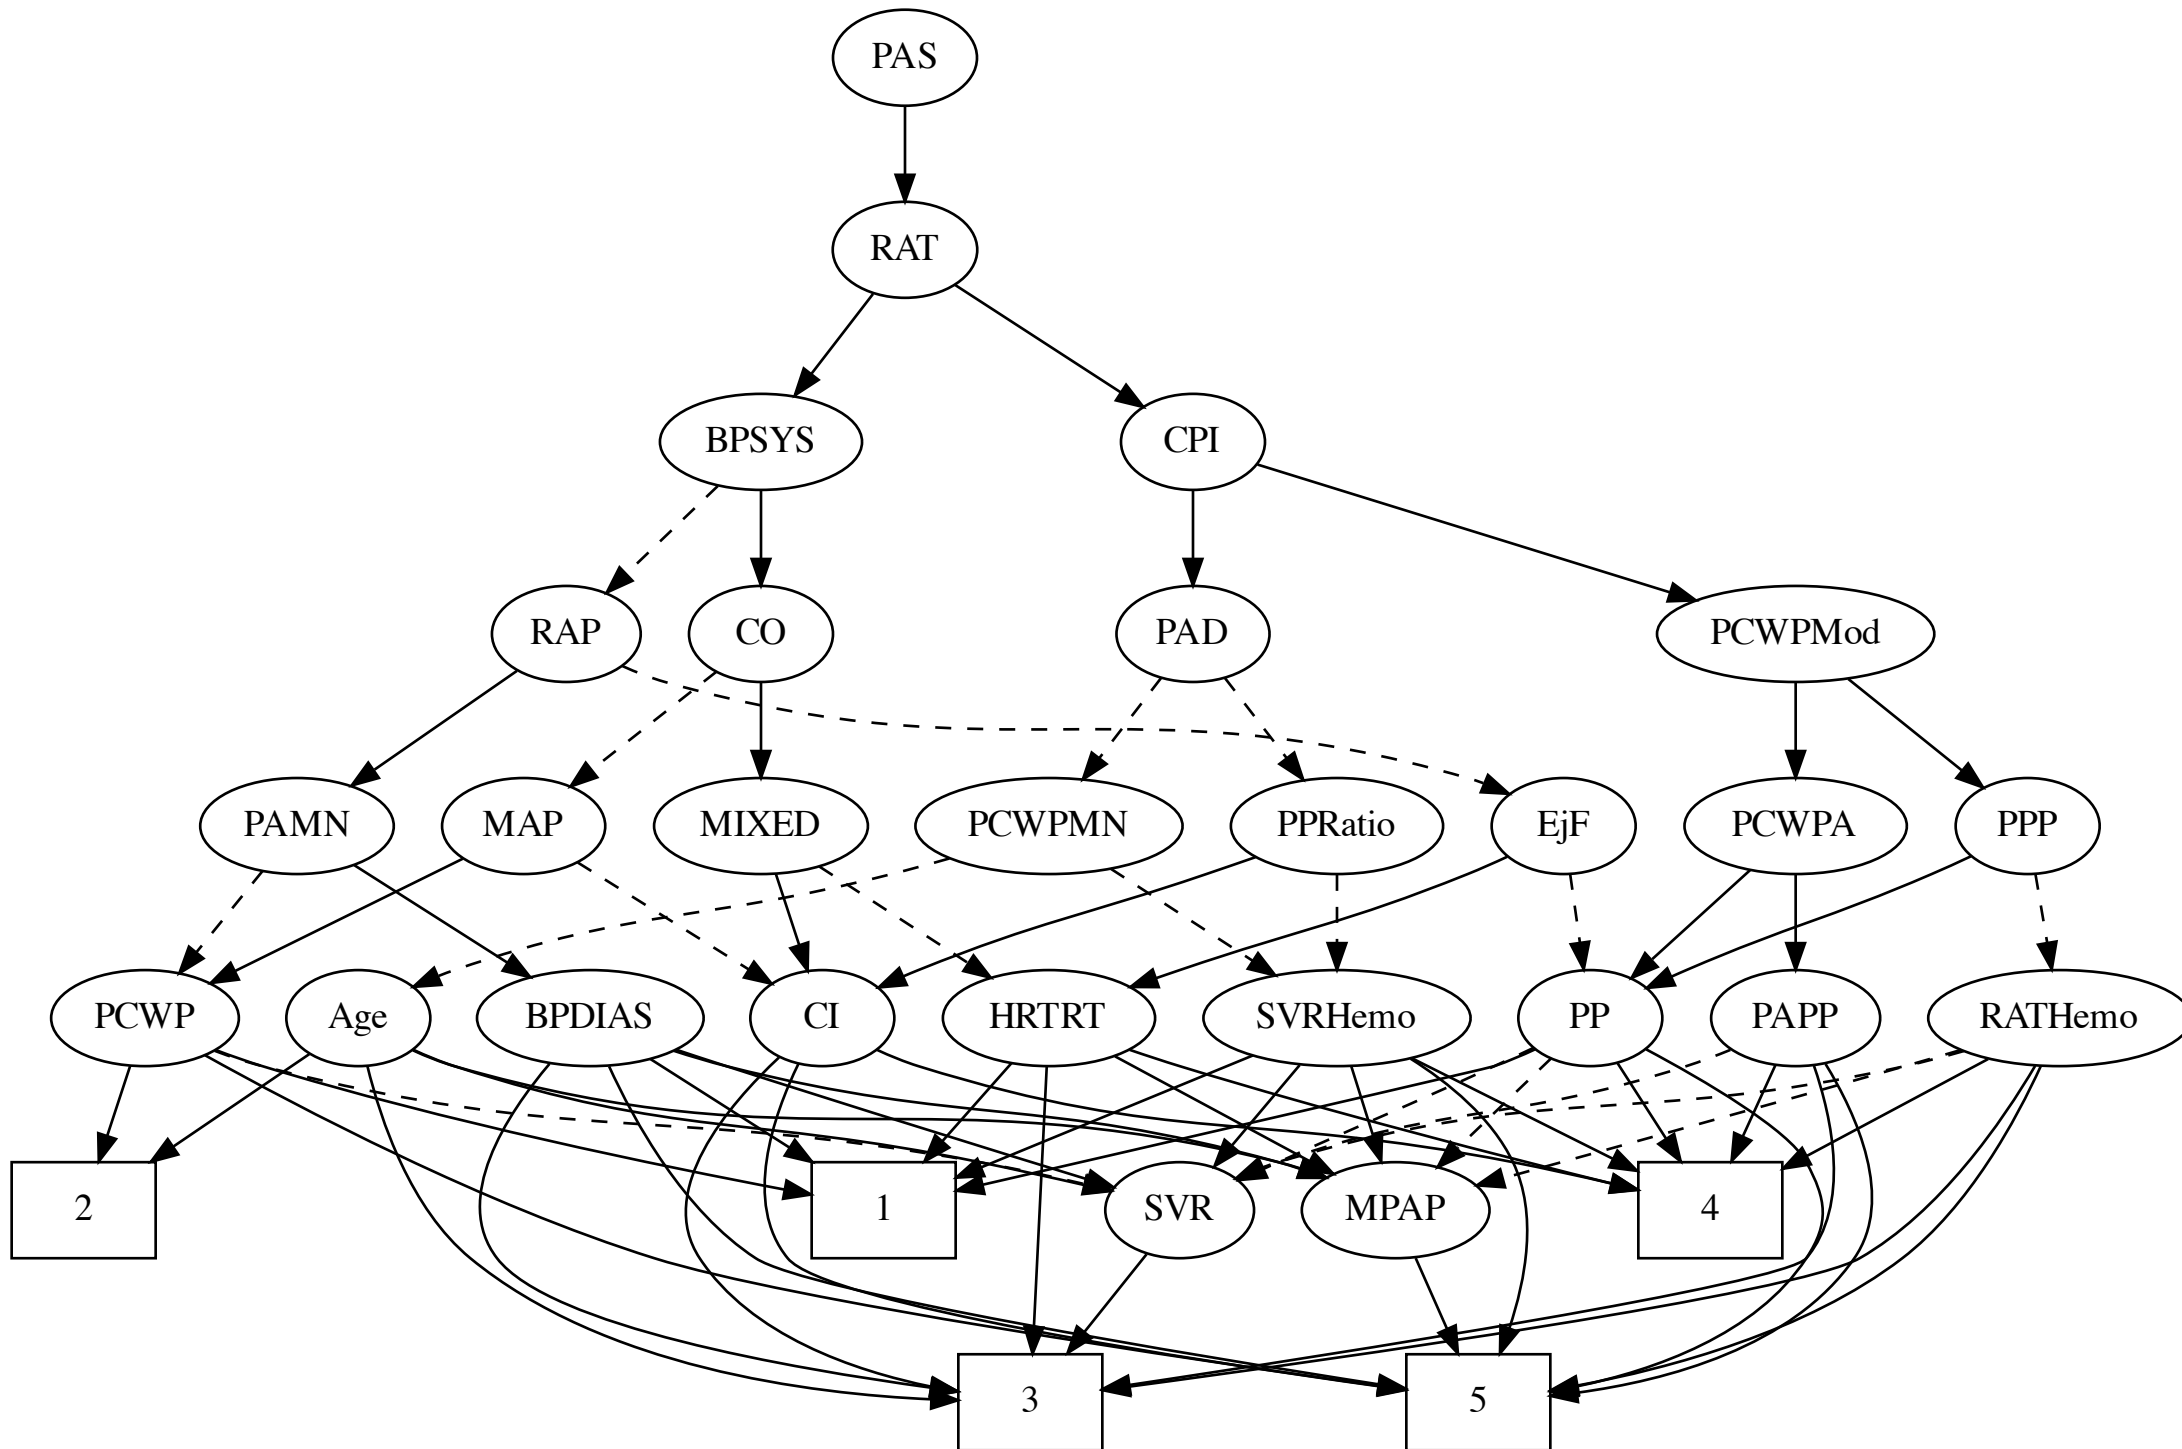 PAS
RAT
BPSYS
CPI
RAP
CO
PAD
PCWPMod
PAMN
MAP
MIXED
PCWPMN
PPRatio
EjF
PCWPA
PPP
PCWP
Age
BPDIAS
CI
HRTRT
SVRHemo
PP
PAPP
RATHemo
2
1
SVR
MPAP
4
3
5